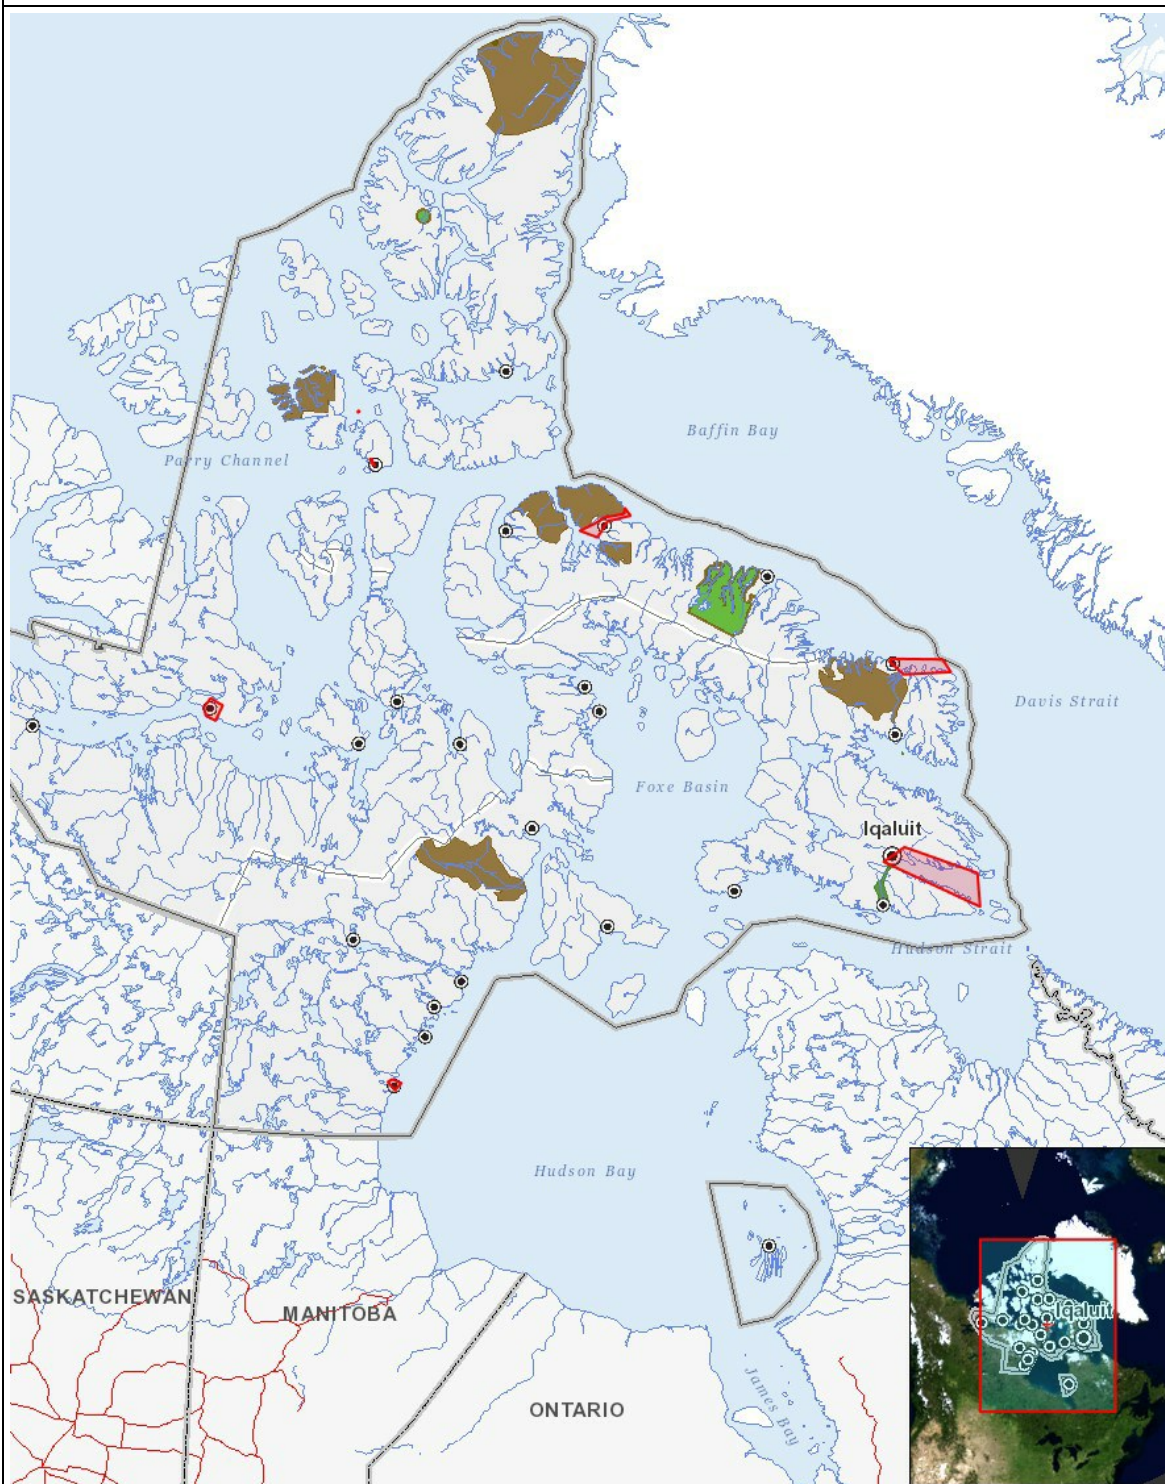 Baffin Bay
Parry Channel
Davis Strait
Foxe Basin
Iqaluit
Hudson Strait
Hudson Bay
SASKATCHEWAN
MANITOBA
Iqaluit
James Bay
ONTARIO